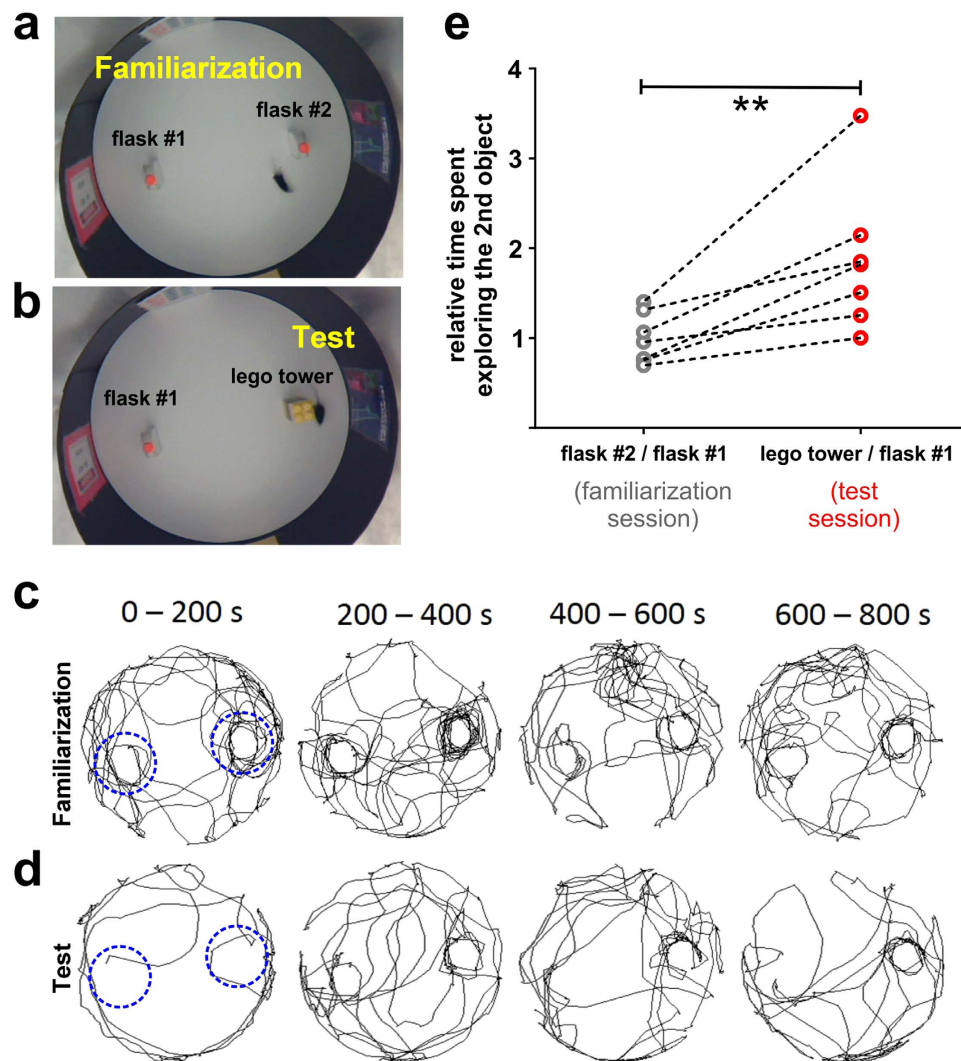 a
Familiarization
flask #2
flask #1
b
Test
lego tower
flask #1
e
relative time spent
exploring the 2nd object
4
3
2
1
**
flask #2 / flask #1
lego tower / flask #1
(familiarization
session)
(test
session)
c
0 – 200 s
200 – 400 s
400 – 600 s
600 – 800 s
Familiarization
d
Test